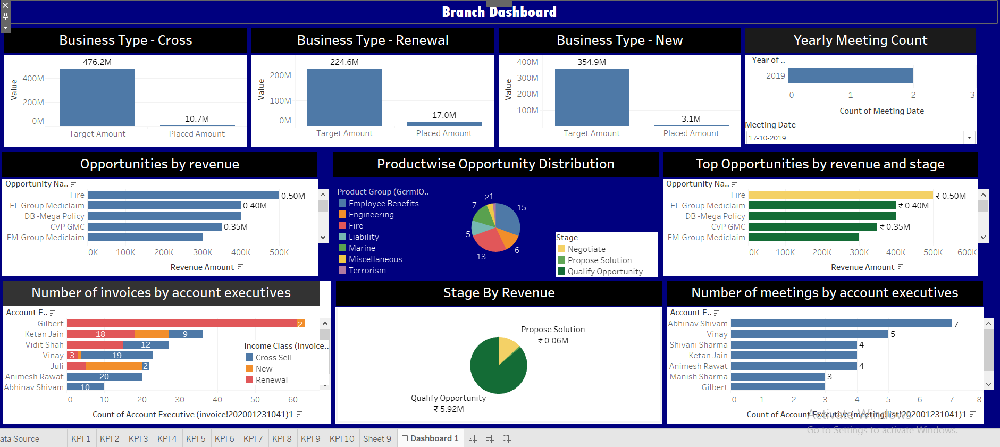 Branch Dashboard
Business Type - Cross
476.2M
400M
200M
0M
Value
10.7M
Target Amount
Placed Amount
Business Type - Renewal
224.6M
200M
100M
0M
Value
17.0M
Target Amount
Placed Amount
Business Type - New
400M
300M
200M
100M
Value
354.9M
3.1M
Target Amount
Placed Amount
Yearly Meeting Count
Year of ..
2019
0 1 2 3
Count of Meeting Date
Meeting Date
17-10-2019
Opportunities by revenue
Opportunity Na..
Fire 0.50M
EL-Group Mediclaim 0.40M
DB -Mega Policy
CVP GMC 0.35M
FM-Group Mediclaim
0K 100K 200K 300K 400K 500K
Revenue Amount
Productwise Opportunity Distribution
Product Group (Gcrm!O..
Employee Benefits
Engineering
Fire
Liability
Marine
Miscellaneous
Terrorism
21
7
15
5
6
13
Stage
Negotiate
Propose Solution
Qualify Opportunity
Top Opportunities by revenue and stage
Opportunity Na..
Fire ₹ 0.50M
EL-Group Mediclaim ₹ 0.40M
DB -Mega Policy
CVP GMC ₹ 0.35M
FM-Group Mediclaim
0K 100K 200K 300K 400K 500K 600K
Revenue Amount
Number of invoices by account executives
Account E..
Gilbert 2
Ketan Jain 18 9
Vidit Shah 12
Vinay 3 19
Juli 2
Animesh Rawat 20
Abhinav Shivam 10
0 10 20 30 40 50 60
Count of Account Executive (invoice!202001231041)1
Income Class (Invoice..
Cross Sell
New
Renewal
Stage By Revenue
Propose Solution
₹ 0.06M
Qualify Opportunity
₹ 5.92M
Number of meetings by account executives
Account E..
Abhinav Shivam 7
Vinay 5
Shivani Sharma 4
Ketan Jain
Animesh Rawat 4
Manish Sharma 3
Gilbert
0 1 2 3 4 5 6 7 8
Count of Account Executive (meetinglist!202001231041)1
Activate Windows
Go to Settings to activate Windows.
ata Source KPI 1 KPI 2 KPI 3 KPI 4 KPI 5 KPI 6 KPI 7 KPI 8 KPI 9 KPI 10 Sheet 9 Dashboard 1